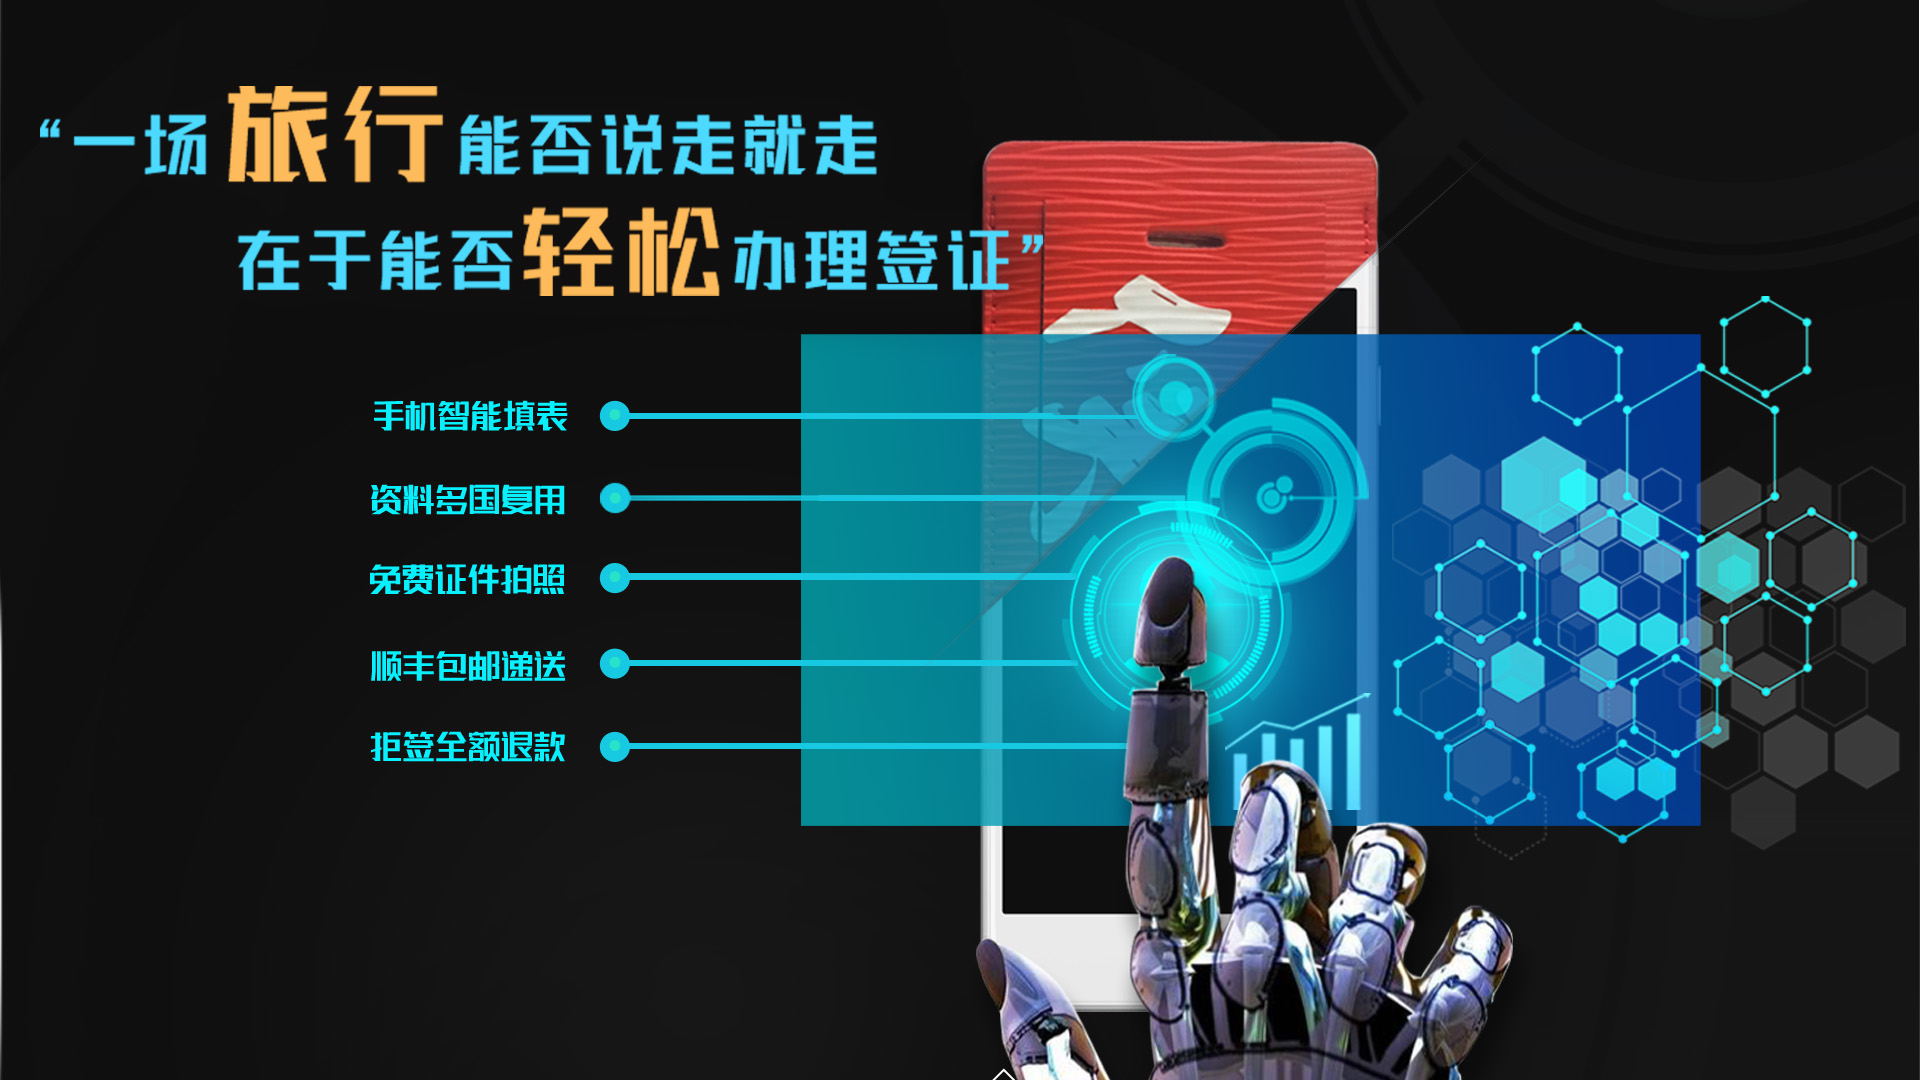 “一场旅行能否说走就走
在于能否轻松办理签证”
手机智能填表
资料多国复用
免费证件拍照
顺丰包邮递送
拒签全额退款